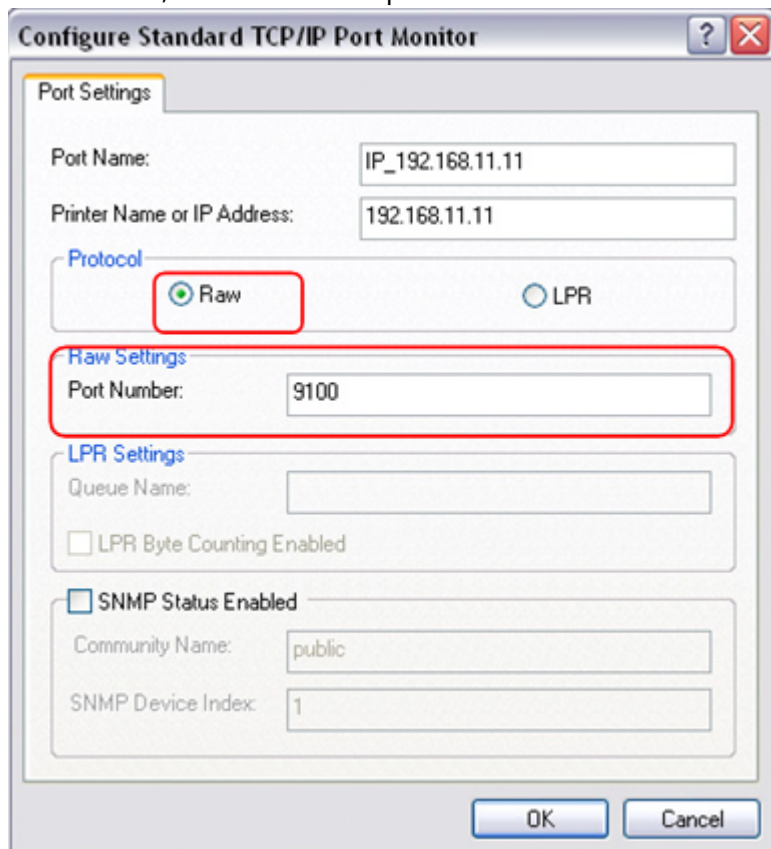 Configure Standard TCP/IP Port Monitor
Port Settings
Port Name: IP_192.168.11.11
Printer Name or IP Address: 192.168.11.11
Protocol
Raw LPR
Raw Settings
Port Number: 9100
LPR Settings
Queue Name:
LPR Byte Counting Enabled
SNMP Status Enabled
Community Name: public
SNMP Device Index: 1
OK Cancel